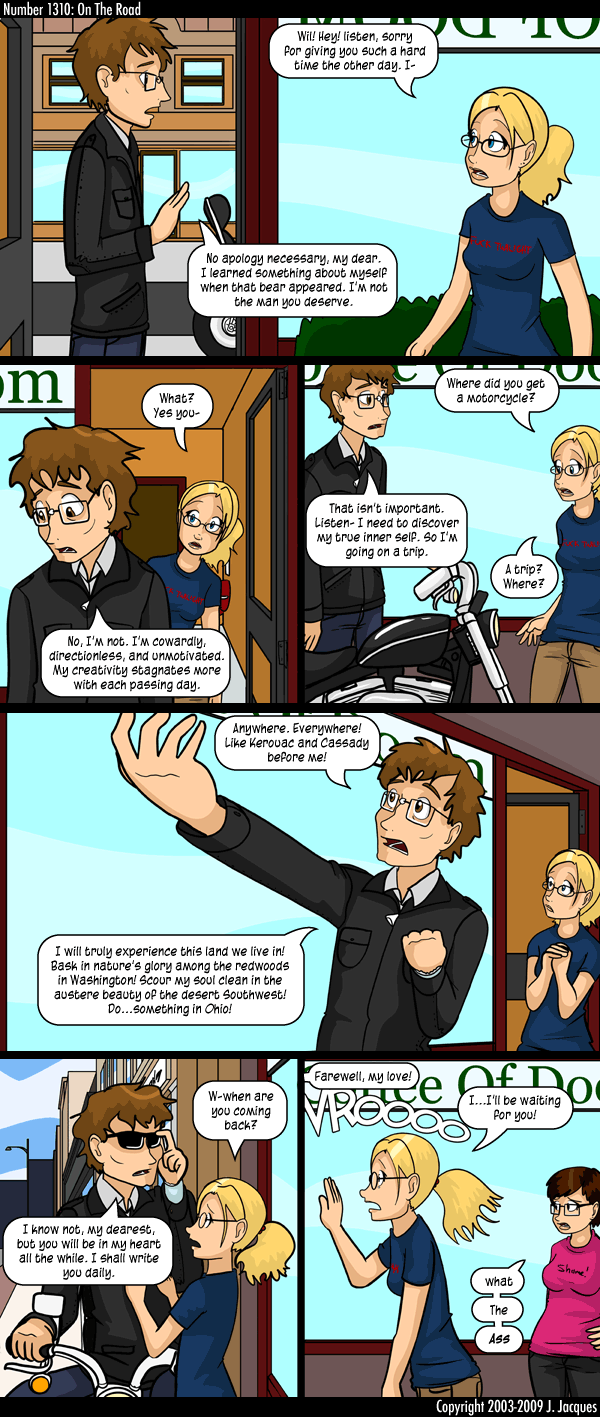 Number 1310: On The Road
Wil! Hey! listen, sorry
for giving you such a hard
time the other day. I-
No apology necessary, my dear.
I learned something about myself
when that bear appeared. I'm not
the man you deserve.
om
What?
Yes you-
No, I'm not. I'm cowardly,
directionless, and unmotivated.
My creativity stagnates more
with each passing day.
Of Doo
Where did you get
a motorcycle?
That isn't important.
Listen- I need to discover
my true inner self. So I'm
going on a trip.
A trip?
Where?
Anywhere. Everywhere!
Like Kerouac and Cassady
before me!
I will truly experience this land we live in!
Bask in nature's glory among the redwoods
in Washington! Scour my soul clean in the
austere beauty of the desert Southwest!
Do...something in Ohio!
W-when are
you coming
back?
I know not, my dearest,
but you will be in my heart
all the while. I shall write
you daily.
Farewell, my love!
VROOOOO
I...I'll be waiting
for you!
Of Doo
what
The
Ass
Shame!
Copyright 2003-2009 J. Jacques